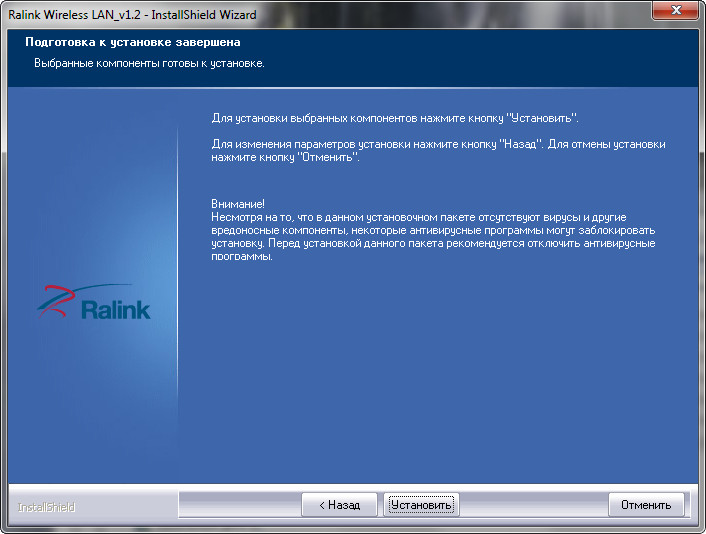 Ralink Wireless LAN_v1.2 - InstallShield Wizard
Подготовка к установке завершена
Выбранные компоненты готовы к установке.
Для установки выбранных компонентов нажмите кнопку "Установить".
Для изменения параметров установки нажмите кнопку "Назад". Для отмены установки
нажмите кнопку "Отменить".
Внимание!
Несмотря на то, что в данном установочном пакете отсутствуют вирусы и другие
вредоносные компоненты, некоторые антивирусные программы могут заблокировать
установку. Перед установкой данного пакета рекомендуется отключить антивирусные
программы.
Ralink
InstallShield
< Назад
Установить
Отменить